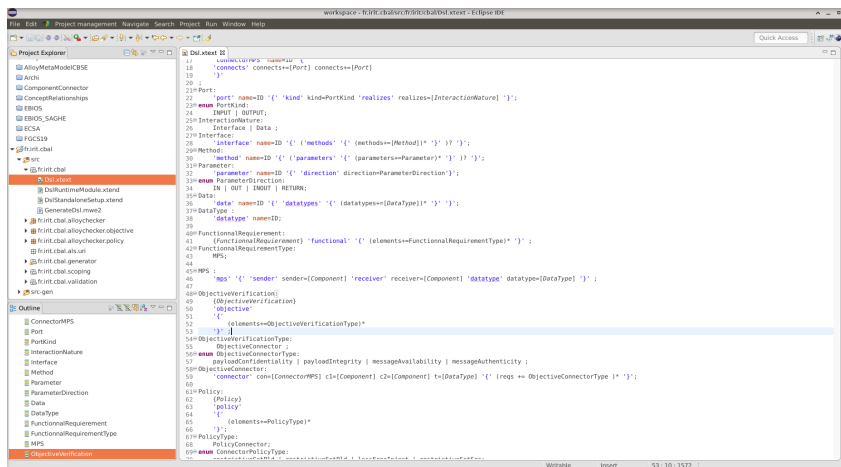 workspace - fr.irit.cbal/src/fr/irit/cbal/Dsl.xtext - Eclipse IDE
File Edit Project management Navigate Search Project Run Window Help
Quick Access
Project Explorer
AlloyMetaModelCBSE
Archi
ComponentConnector
ConceptRelationships
EBIOS
EBIOS_SAGHE
ECSA
FGCS19
fr.irit.cbal
src
fr.irit.cbal
Dsl.xtext
DslRuntimeModule.xtend
DslStandaloneSetup.xtend
GenerateDsl.mwe2
fr.irit.cbal.alloychecker
fr.irit.cbal.alloychecker.objective
fr.irit.cbal.alloychecker.policy
fr.irit.cbal.als.uri
fr.irit.cbal.generator
fr.irit.cbal.scoping
fr.irit.cbal.validation
src-gen
Outline
ConnectorMPS
Port
PortKind
InteractionNature
Interface
Method
Parameter
ParameterDirection
Data
DataType
FunctionnalRequierement
FunctionnalRequirementType
MPS
ObjectiveVerification
Dsl.xtext
17 'connectorMPS' name=ID '{'
18 'connects' connects+=[Port] connects+=[Port]
19 '}'
20 ;
21 Port:
22 'port' name=ID '{' 'kind' kind=PortKind 'realizes' realizes=[InteractionNature] '}';
23 enum PortKind:
24 INPUT | OUTPUT;
25 InteractionNature:
26 Interface | Data ;
27 Interface:
28 'interface' name=ID '{' ('methods' '{' (methods+=[Method])* '}' )? '}';
29 Method:
30 'method' name=ID '{' ('parameters' '{' (parameters+=Parameter)* '}' )? '}';
31 Parameter:
32 'parameter' name=ID '{' 'direction' direction=ParameterDirection'}';
33 enum ParameterDirection:
34 IN | OUT | INOUT | RETURN;
35 Data:
36 'data' name=ID '{' 'datatypes' '{' (datatypes+=[DataType])* '}' '}';
37 DataType :
38 'datatype' name=ID;
39
40 FunctionnalRequierement:
41 {FunctionnalRequierement} 'functional' '{' (elements+=FunctionnalRequirementType)* '}' ;
42 FunctionnalRequirementType:
43 MPS;
44
45 MPS :
46 'mps' '{' 'sender' sender=[Component] 'receiver' receiver=[Component] 'datatype' datatype=[DataType] '}' ;
47
48 ObjectiveVerification:
49 {ObjectiveVerification}
50 'objective'
51 '{'
52 (elements+=ObjectiveVerificationType)*
53 '}' ;
54 ObjectiveVerificationType:
55 ObjectiveConnector ;
56 enum ObjectiveConnectorType:
57 payloadConfidentiality | payloadIntegrity | messageAvailability | messageAuthenticity ;
58 ObjectiveConnector:
59 'connector' con=[ConnectorMPS] c1=[Component] c2=[Component] t=[DataType] '{' (reqs += ObjectiveConnectorType )* '}';
60
61 Policy:
62 {Policy}
63 'policy'
64 '{'
65 (elements+=PolicyType)*
66 '}';
67 PolicyType:
68 PolicyConnector;
69 enum ConnectorPolicyType:
Writable Insert 53 : 10 : 1572